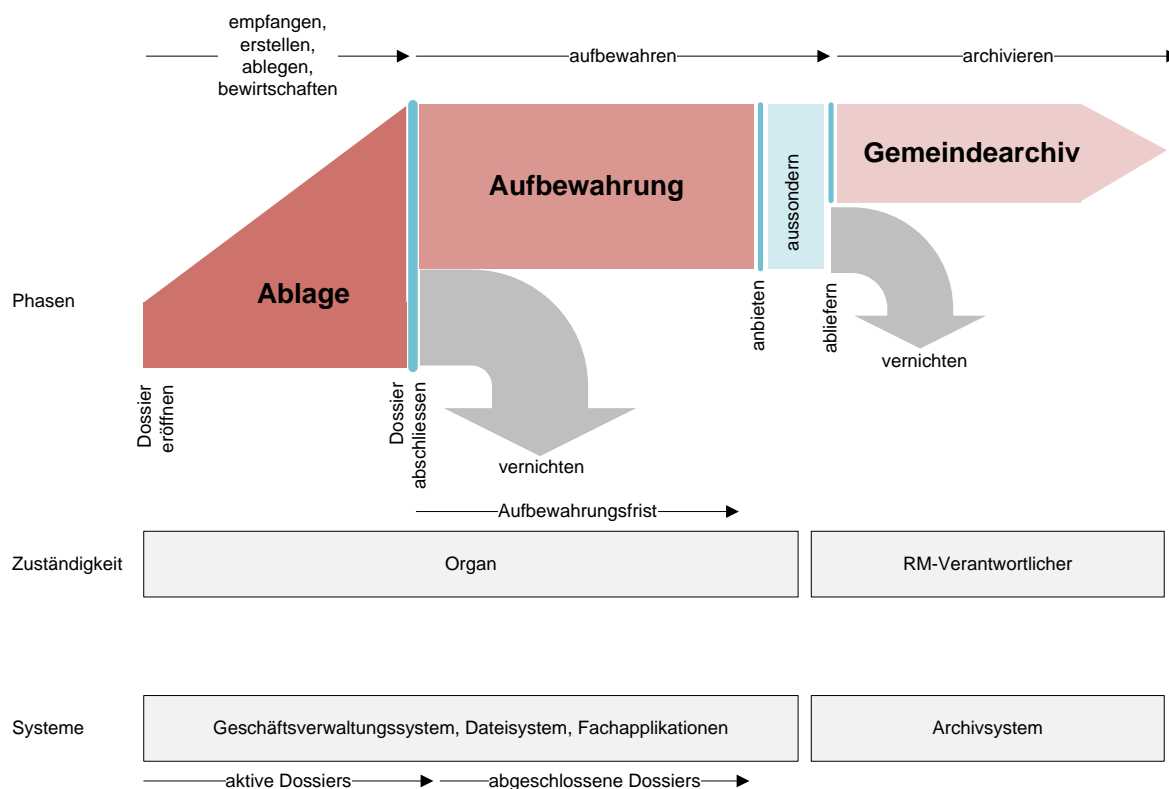 empfangen,
erstellen,
ablegen,
bewirtschaften
aufbewahren
archivieren
Gemeindearchiv
Aufbewahrung
aussondern
Ablage
Phasen
anbieten
abliefern
vernichten
Dossier
eröffnen
Dossier
abschliessen
vernichten
Aufbewahrungsfrist
Zuständigkeit
Organ
RM-Verantwortlicher
Systeme
Geschäftsverwaltungssystem, Dateisystem, Fachapplikationen
Archivsystem
aktive Dossiers
abgeschlossene Dossiers